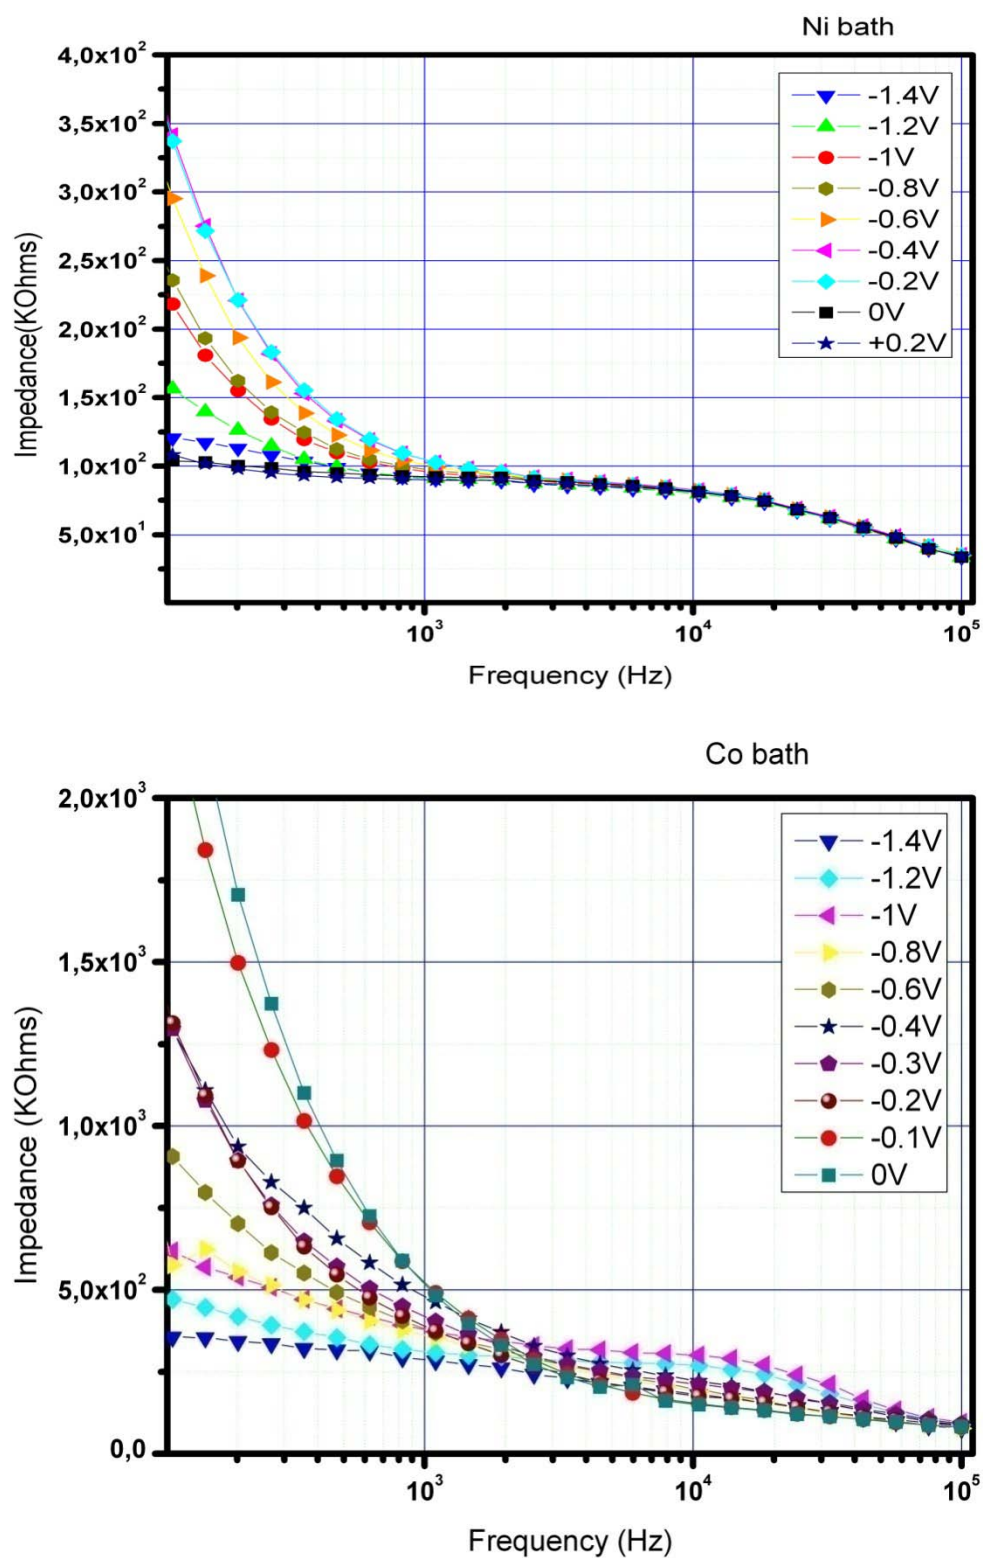 Ni bath
4,0x10²
3,5x10²
3,0x10²
2,5x10²
2,0x10²
1,5x10²
1,0x10²
5,0x10¹
Impedance(KOhms)
-1.4V
-1.2V
-1V
-0.8V
-0.6V
-0.4V
-0.2V
0V
+0.2V
10³
10⁴
10⁵
Frequency (Hz)
Co bath
2,0x10³
1,5x10³
1,0x10³
5,0x10²
0,0
Impedance (KOhms)
-1.4V
-1.2V
-1V
-0.8V
-0.6V
-0.4V
-0.3V
-0.2V
-0.1V
0V
10³
10⁴
10⁵
Frequency (Hz)